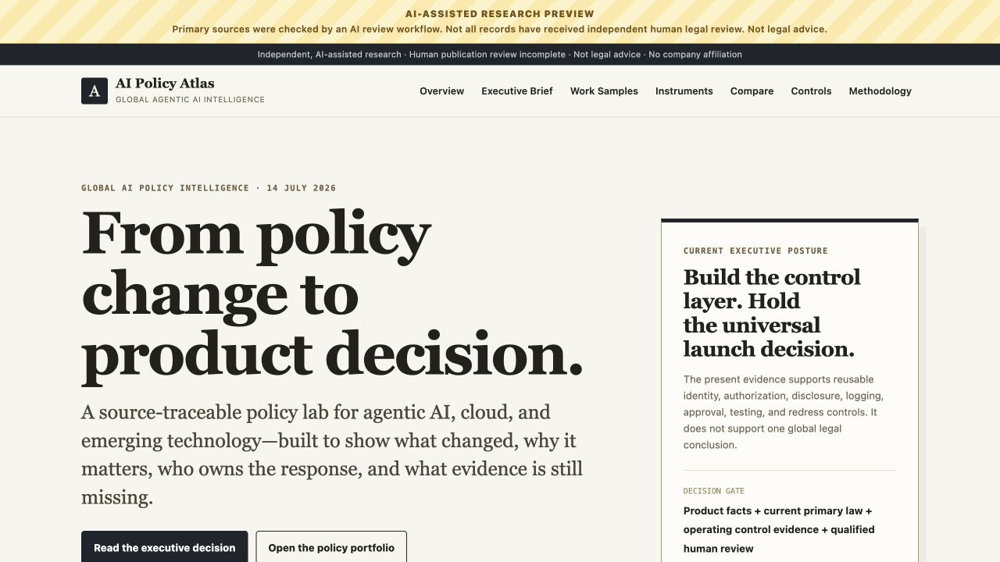 AI-ASSISTED RESEARCH PREVIEW
Primary sources were checked by an AI review workflow. Not all records have received independent human legal review. Not legal advice.
Independent, AI-assisted research · Human publication review incomplete · Not legal advice · No company affiliation
A
AI Policy Atlas
GLOBAL AGENTIC AI INTELLIGENCE
Overview
Executive Brief
Work Samples
Instruments
Compare
Controls
Methodology
GLOBAL AI POLICY INTELLIGENCE · 14 JULY 2026
From policy
change to
product decision.
A source-traceable policy lab for agentic AI, cloud, and
emerging technology—built to show what changed, why it
matters, who owns the response, and what evidence is still
missing.
Read the executive decision
Open the policy portfolio
CURRENT EXECUTIVE POSTURE
Build the control
layer. Hold
the universal
launch decision.
The present evidence supports reusable
identity, authorization, disclosure, logging,
approval, testing, and redress controls. It
does not support one global legal
conclusion.
DECISION GATE
Product facts + current primary law +
operating control evidence + qualified
human review